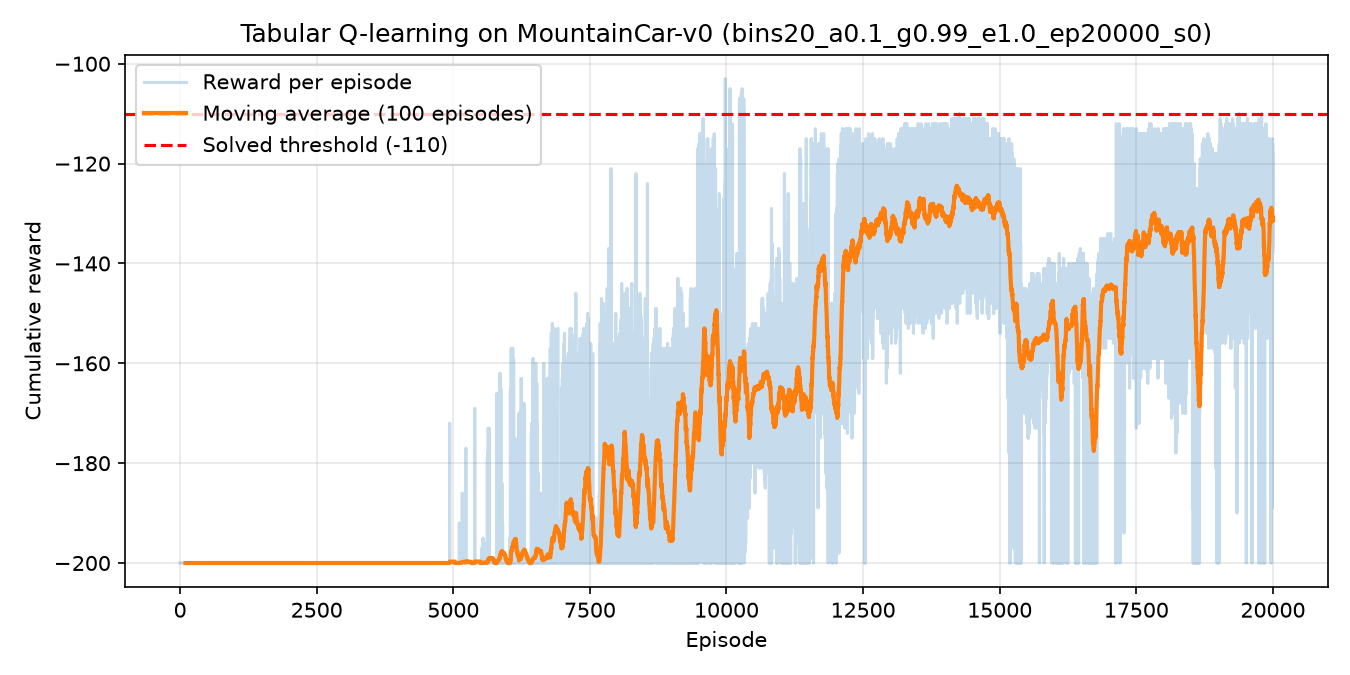 Tabular Q-learning on MountainCar-v0 (bins20_a0.1_g0.99_e1.0_ep20000_s0)
Reward per episode
Moving average (100 episodes)
Solved threshold (-110)
Cumulative reward
−100
−120
−140
−160
−180
−200
0
2500
5000
7500
10000
12500
15000
17500
20000
Episode